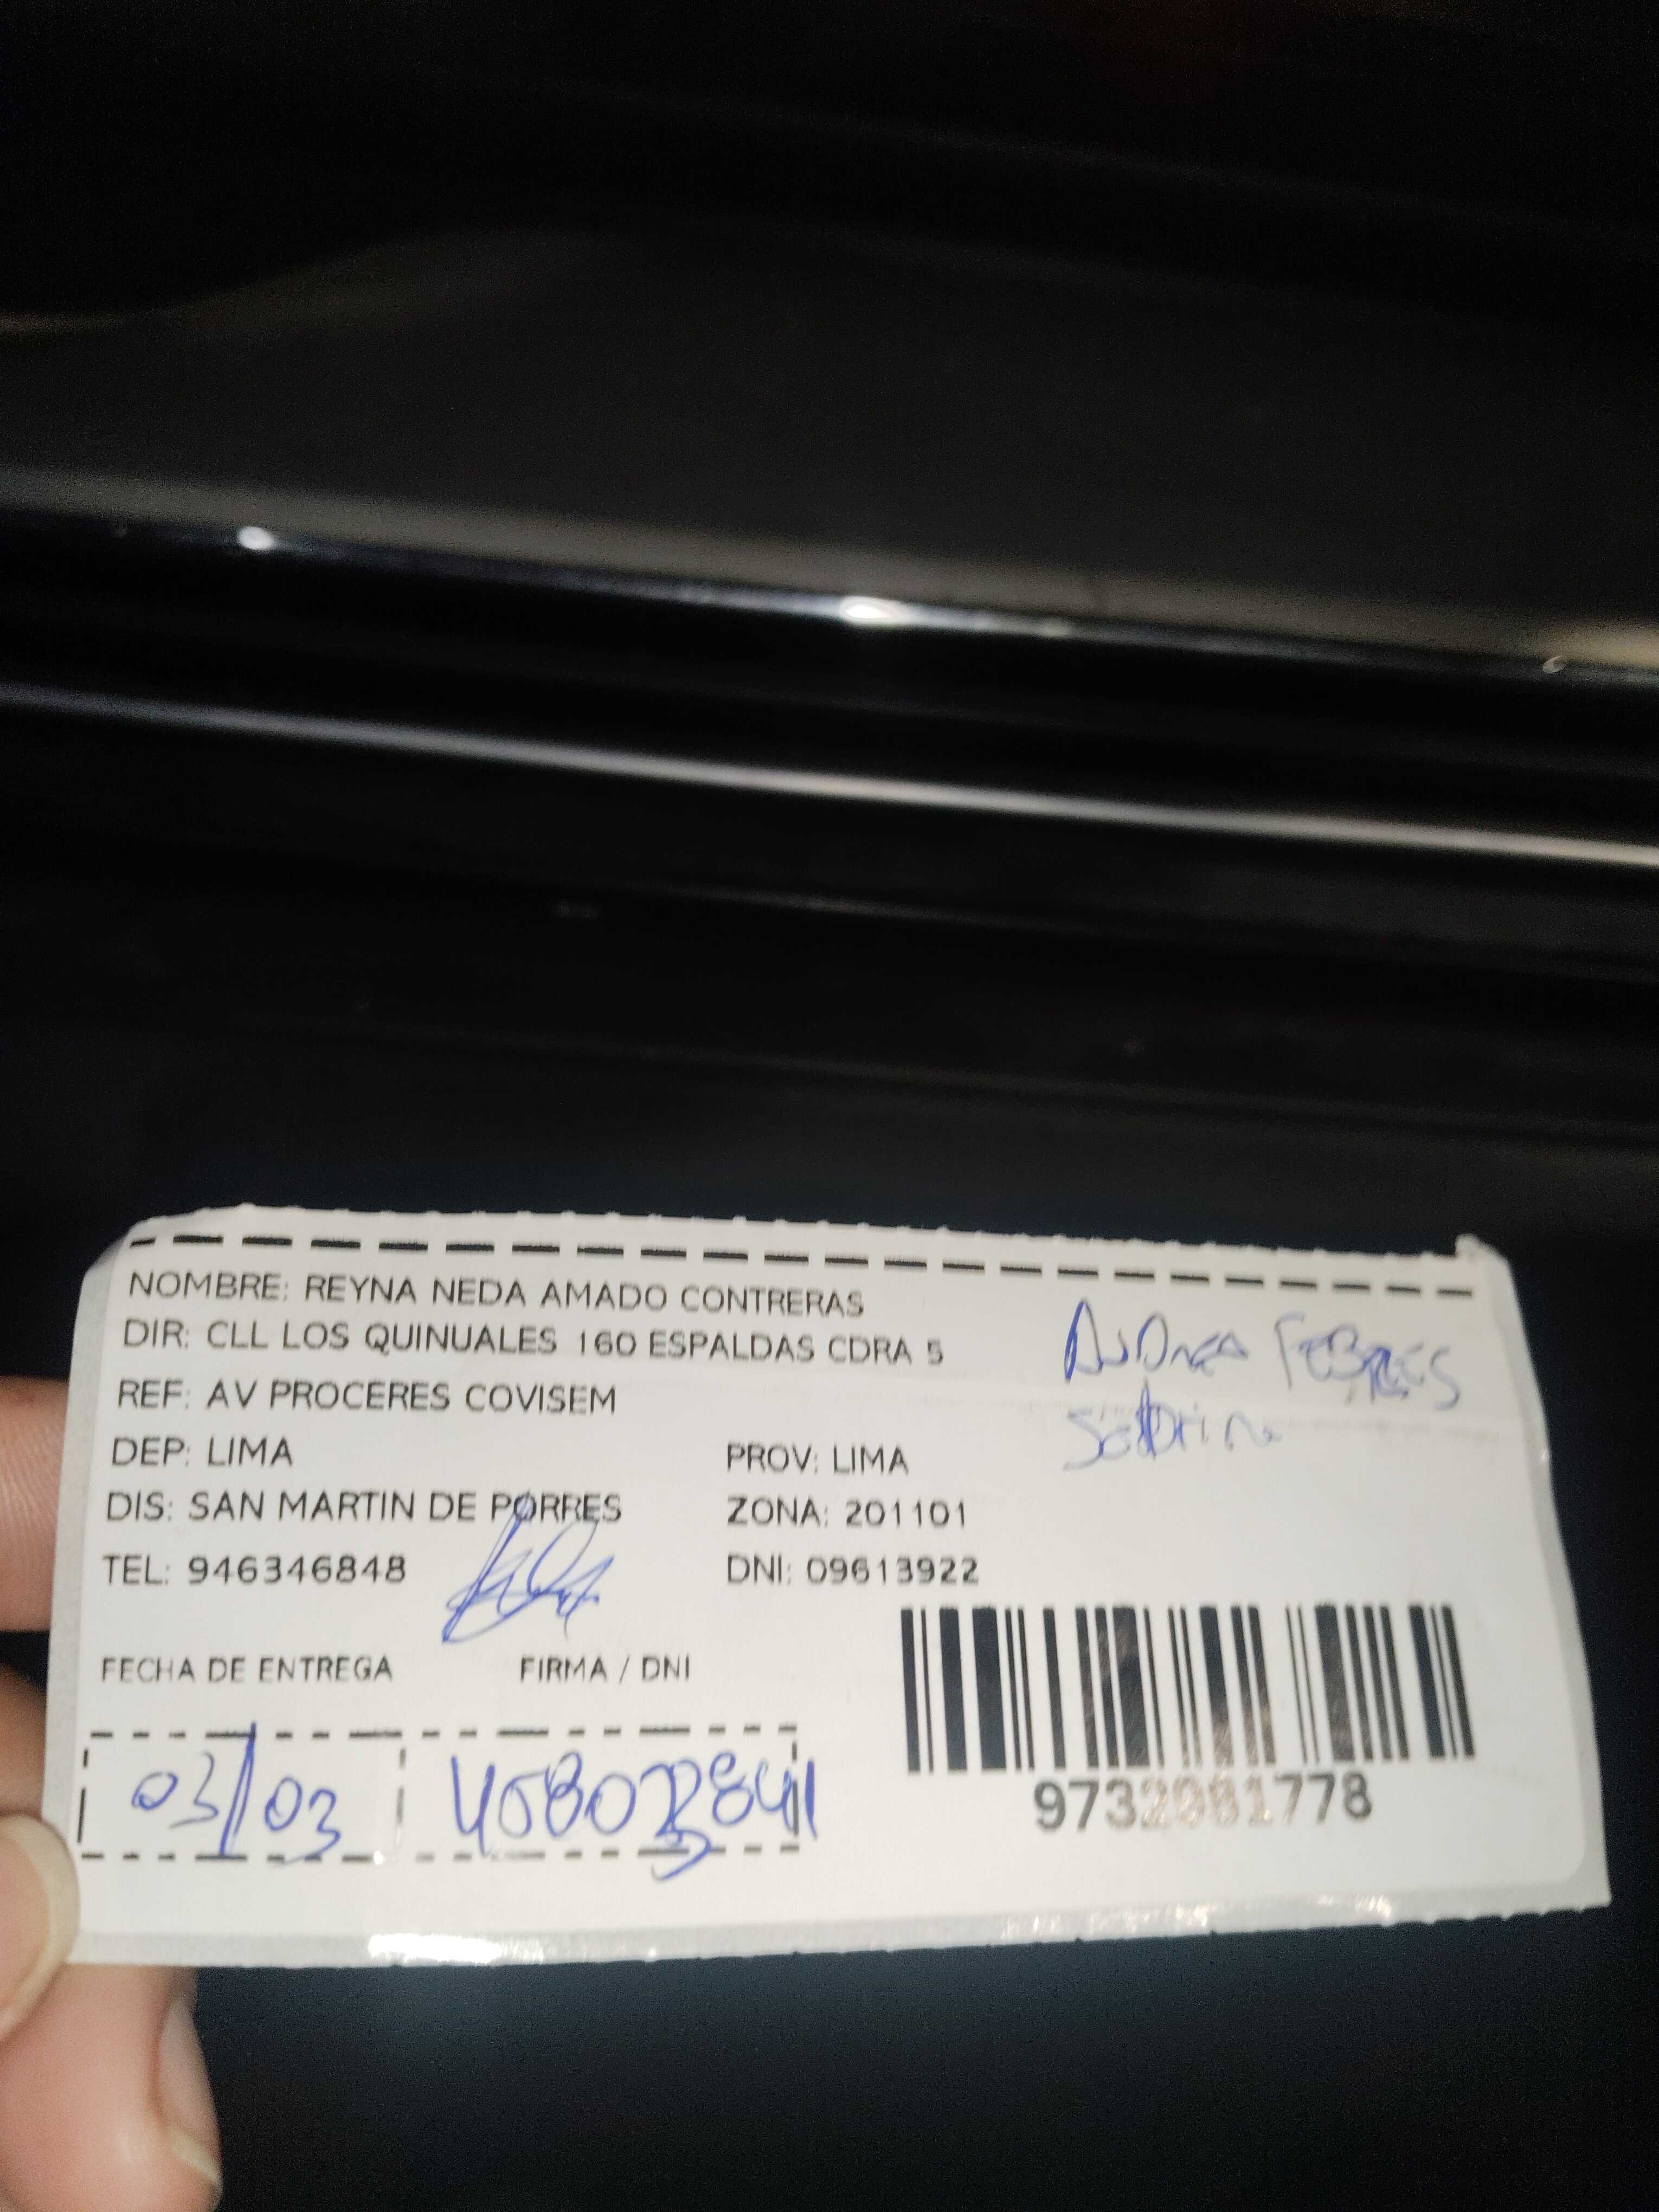 NOMBRE: REYNA NEDA AMADO CONTRERAS
DIR: CLL LOS QUINUALES 160 ESPALDAS CDRA 5
REF: AV PROCERES COVISEM
DEP: LIMA
PROV: LIMA
DIS: SAN MARTIN DE PORRES
ZONA: 201101
TEL: 946346848
DNI: 09613922
FECHA DE ENTREGA
FIRMA / DNI
03/03
9732981778